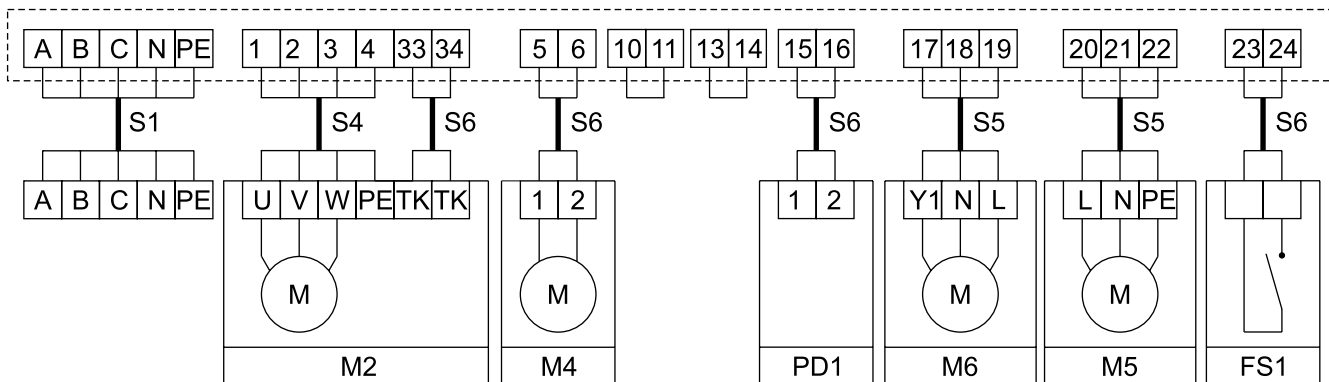 A B C N PE 1 2 3 4 33 34 5 6 10 11 13 14 15 16 17 18 19 20 21 22 23 24
S1 S4 S6 S6 S6 S5 S5 S6
A B C N PE U V W PE TK TK 1 2 1 2 Y1 N L L N PE
M M M M
M2 M4 PD1 M6 M5 FS1